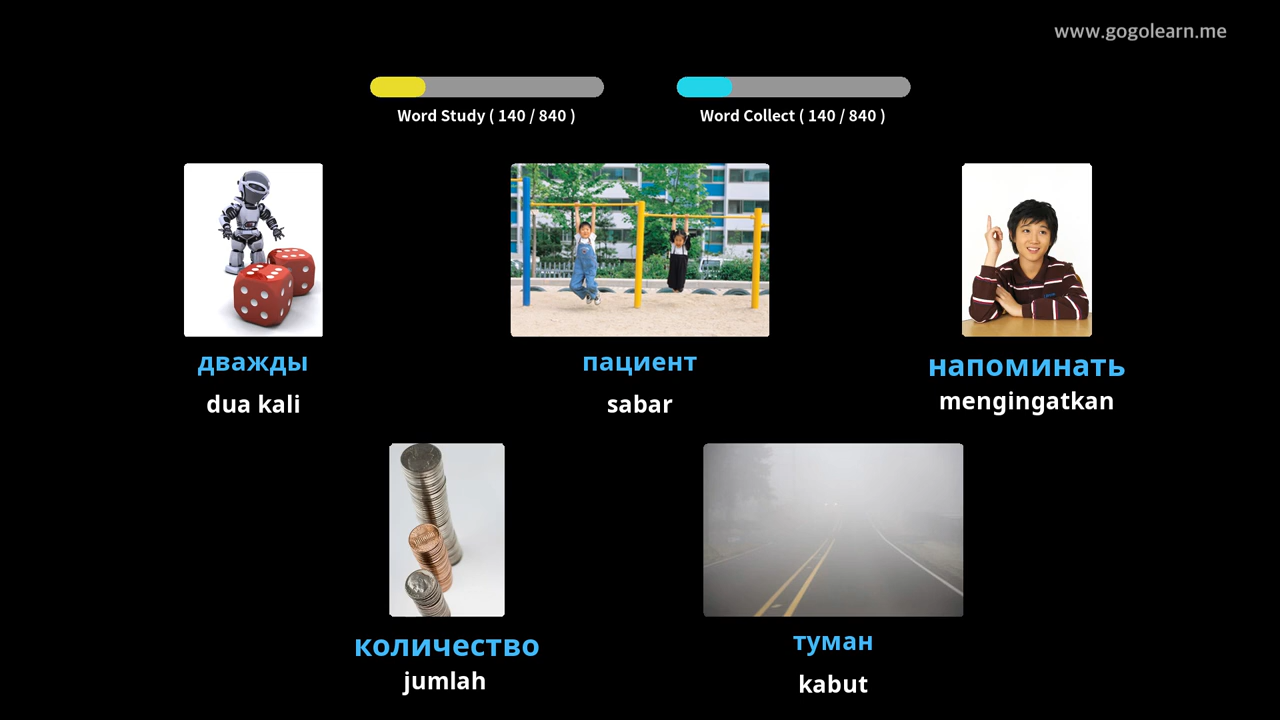 www.gogolearn.me
Word Study ( 140 / 840 )
Word Collect ( 140 / 840 )
дважды
dua kali
пациент
sabar
напоминать
mengingatkan
количество
jumlah
туман
kabut